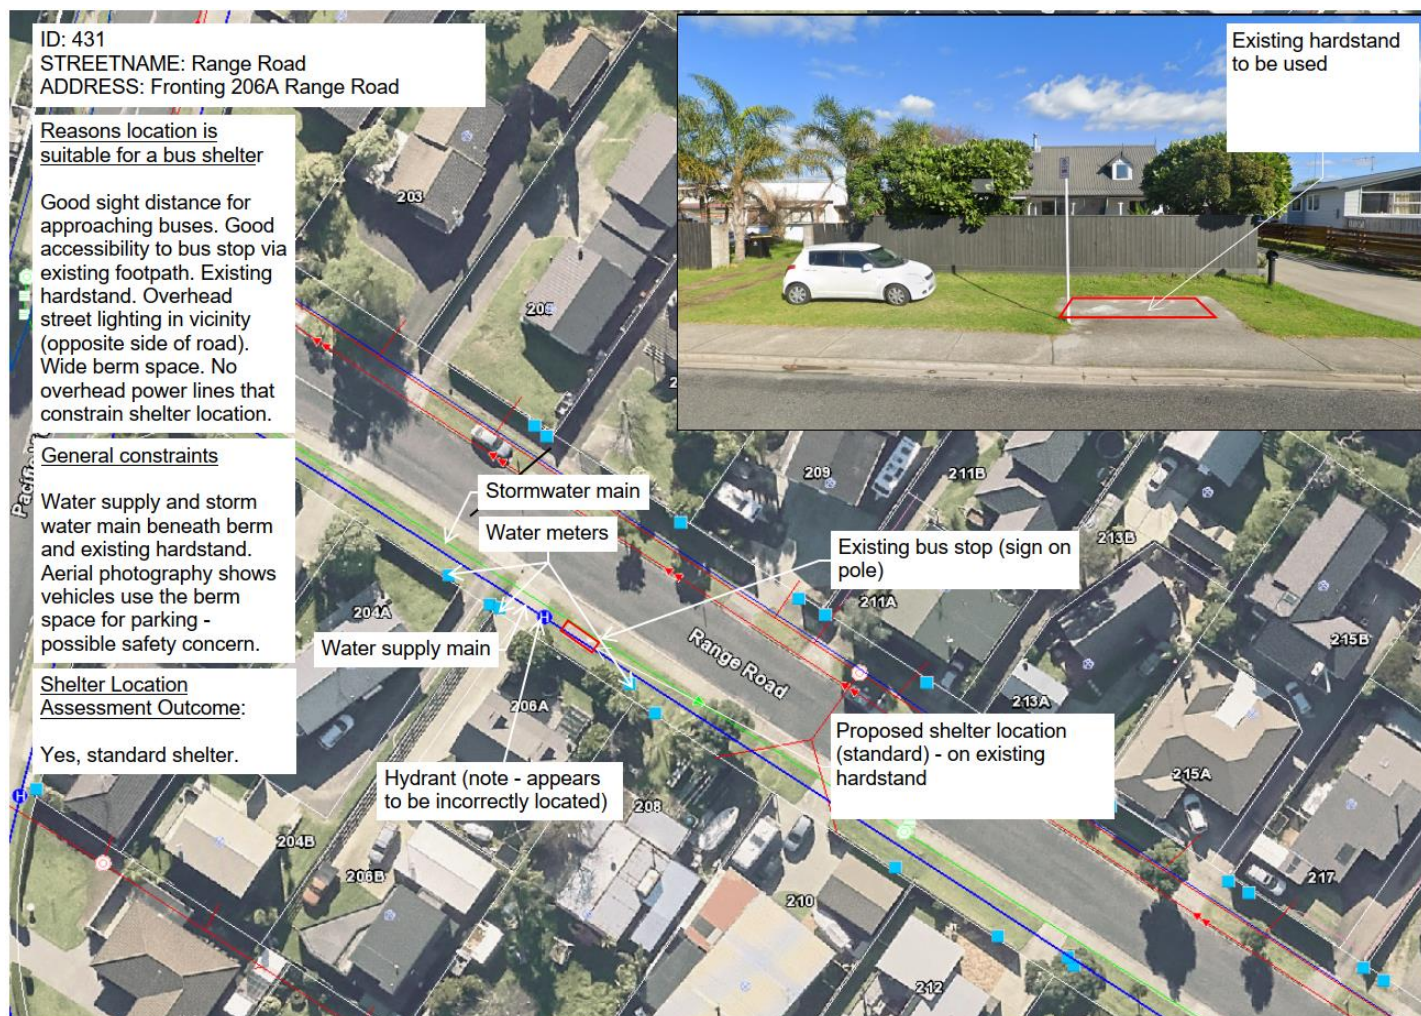 ID: 431
STREETNAME: Range Road
ADDRESS: Fronting 206A Range Road
Existing hardstand
to be used
Reasons location is
suitable for a bus shelter
Good sight distance for
approaching buses. Good
accessibility to bus stop via
existing footpath. Existing
hardstand. Overhead
street lighting in vicinity
(opposite side of road).
Wide berm space. No
overhead power lines that
constrain shelter location.
General constraints
Water supply and storm
water main beneath berm
and existing hardstand.
Aerial photography shows
vehicles use the berm
space for parking -
possible safety concern.
Shelter Location
Assessment Outcome:
Yes, standard shelter.
203
205
209
211B
213B
Stormwater main
Water meters
Existing bus stop (sign on
pole)
204A
211A
215B
Water supply main
Range Road
206A
213A
Proposed shelter location
(standard) - on existing
hardstand
Hydrant (note - appears
to be incorrectly located)
H
H
215A
208
204B
206B
210
217
212